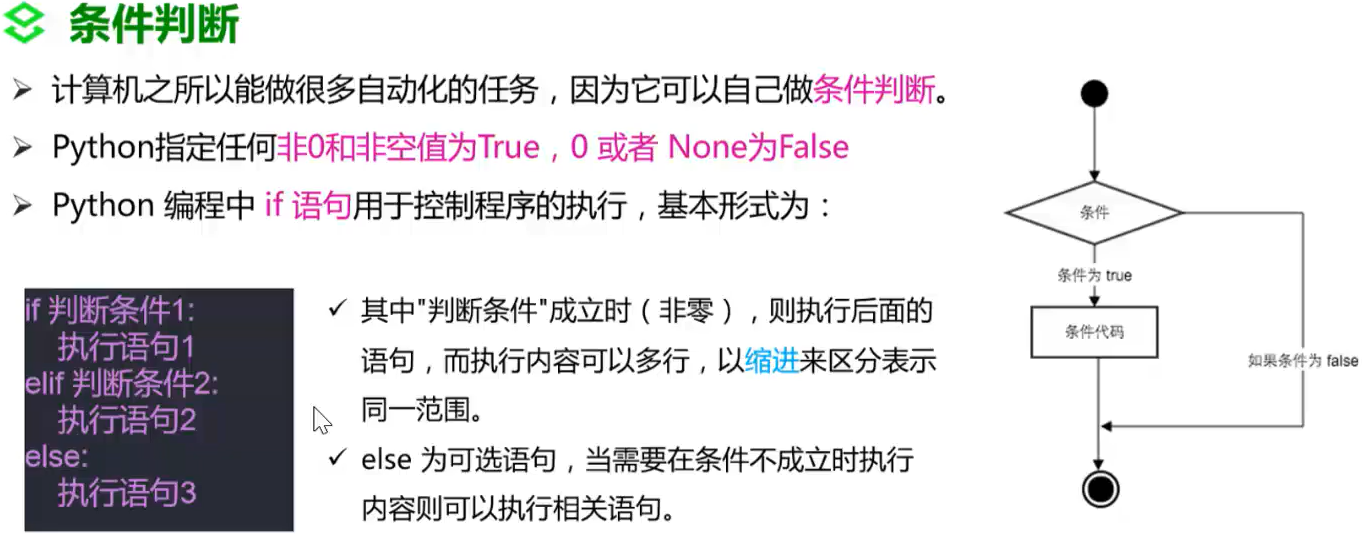 条件判断
计算机之所以能做很多自动化的任务，因为它可以自己做条件判断。
Python指定任何非0和非空值为True，0 或者 None为False
Python 编程中 if 语句用于控制程序的执行，基本形式为：
if 判断条件1:
执行语句1
elif 判断条件2:
执行语句2
else:
执行语句3
其中"判断条件"成立时（非零），则执行后面的
语句，而执行内容可以多行，以缩进来区分表示
同一范围。
else 为可选语句，当需要在条件不成立时执行
内容则可以执行相关语句。
条件
条件为 true
条件代码
如果条件为 false